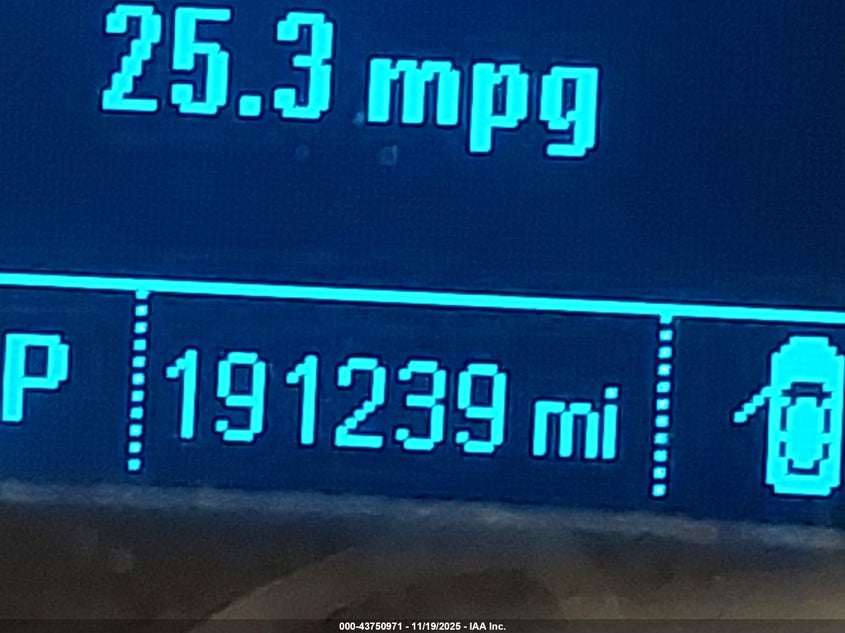 25.3 mpg
P 191239 mi
000-43750971 - 11/19/2025 - IAA Inc.